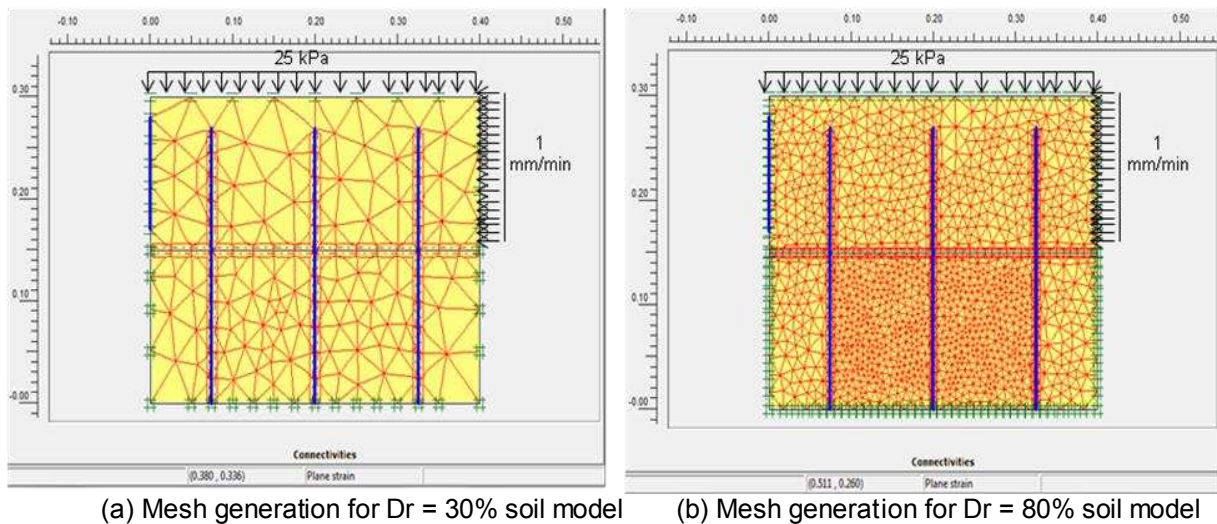 -0.10 0.00 0.10 0.20 0.30 0.40 0.50
25 kPa
0.30
0.20
0.10
-0.00
1
mm/min
Connectivities
(0.380 , 0.336) Plane strain
-0.10 0.00 0.10 0.20 0.30 0.40 0.50
25 kPa
0.30
0.20
0.10
-0.00
1
mm/min
Connectivities
(0.511 , 0.260) Plane strain
(a) Mesh generation for Dr = 30% soil model
(b) Mesh generation for Dr = 80% soil model